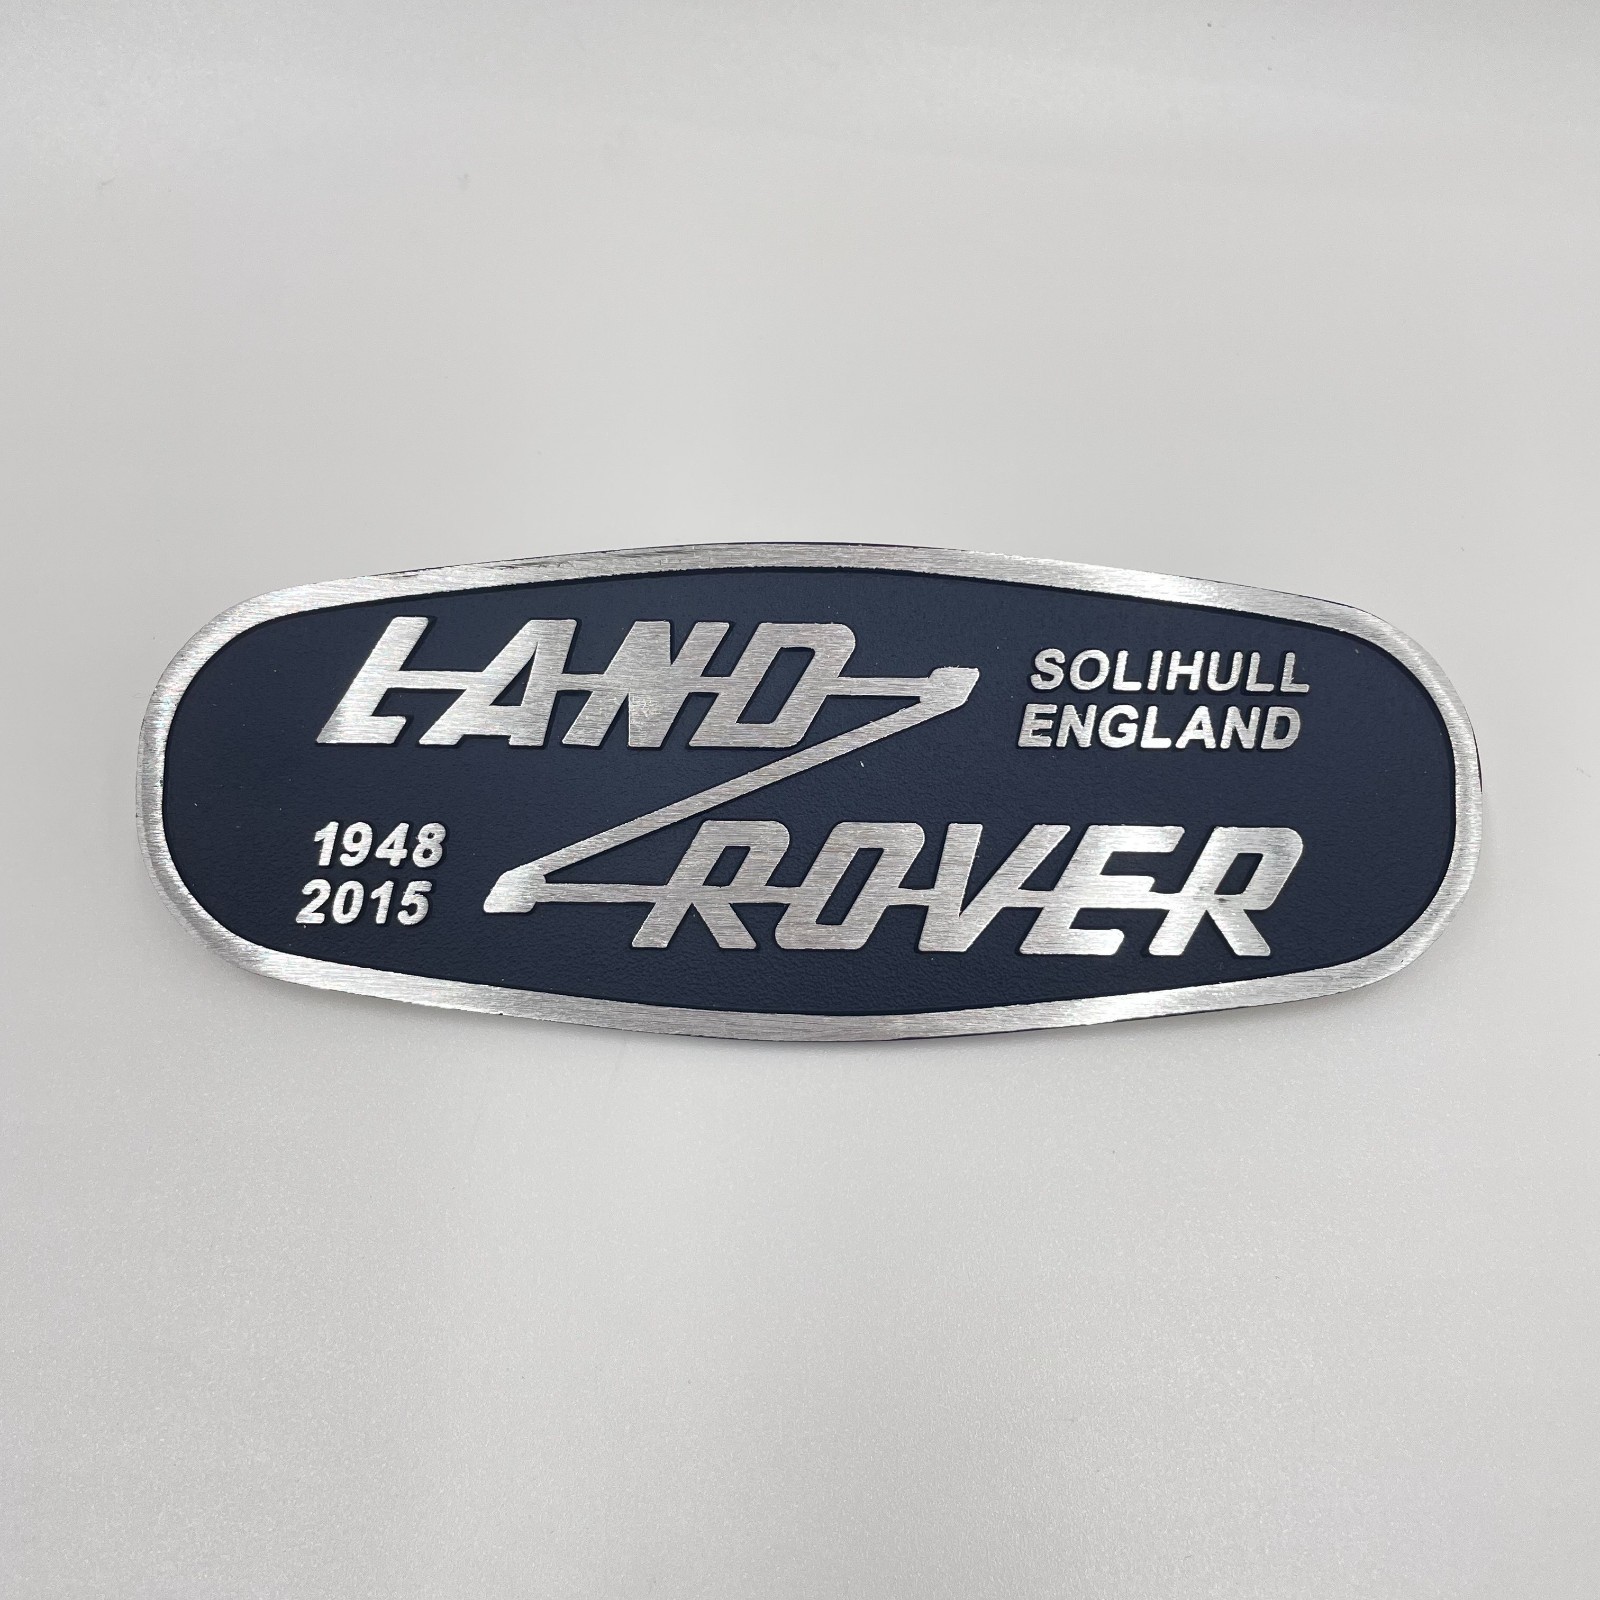 LAND
SOLIHULL
ENGLAND
1948
2015
ROVER